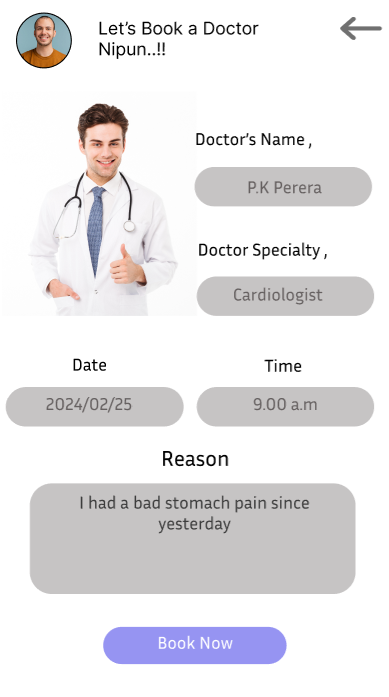 Let's Book a Doctor
Nipun..!!
Doctor's Name ,
P.K Perera
Doctor Specialty ,
Cardiologist
Date
Time
2024/02/25
9.00 a.m
Reason
I had a bad stomach pain since
yesterday
Book Now